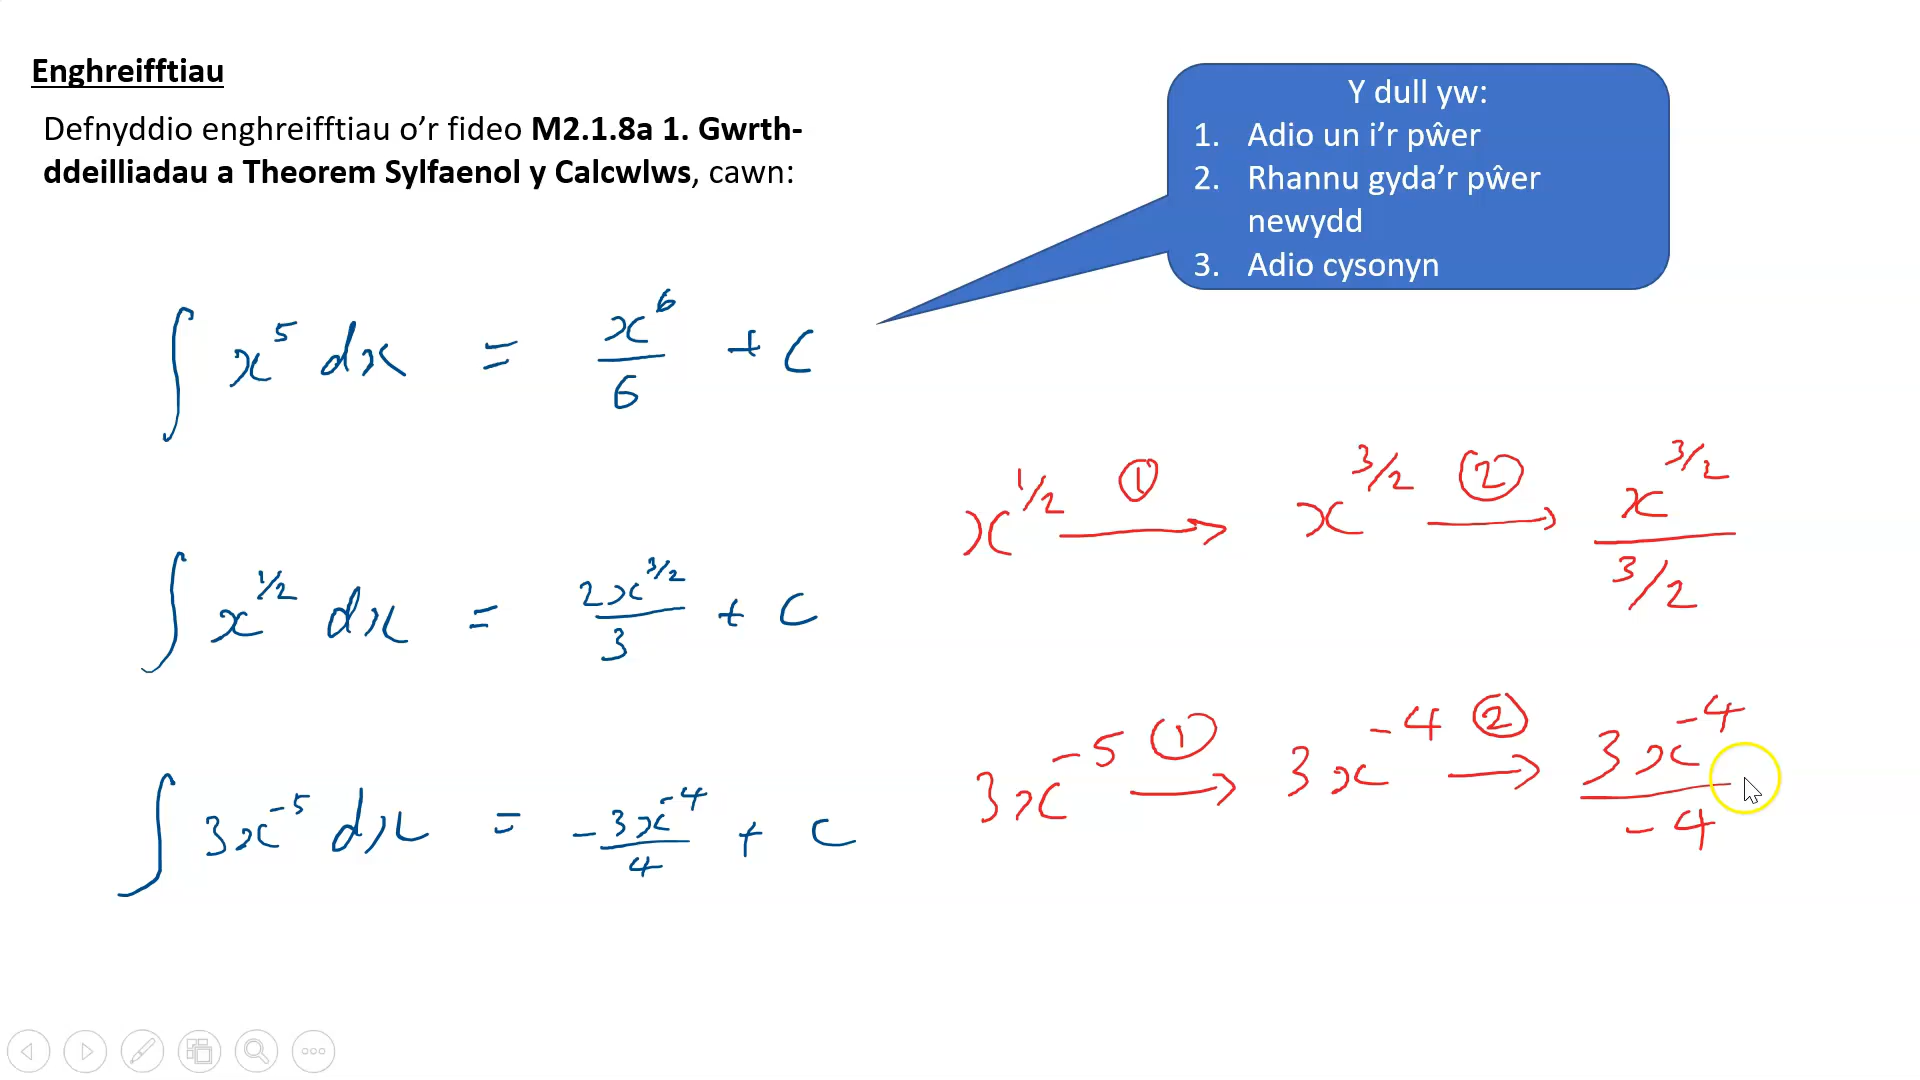 Enghreifftiau
Defnyddio enghreifftiau o’r fideo M2.1.8a 1. Gwrth-
ddeilliadau a Theorem Sylfaenol y Calcwlws, cawn:
Y dull yw:
1. Adio un i’r pŵer
2. Rhannu gyda’r pŵer
newydd
3. Adio cysonyn
∫ x^5 dx = x^6/6 + C
x^{1/2} ① → x^{3/2} ② → x^{3/2}/(3/2)
∫ x^{1/2} dx = 2x^{3/2}/3 + C
3x^{-5} ① → 3x^{-4} ② → 3x^{-4}/-4
∫ 3x^{-5} dx = -3x^{-4}/4 + C